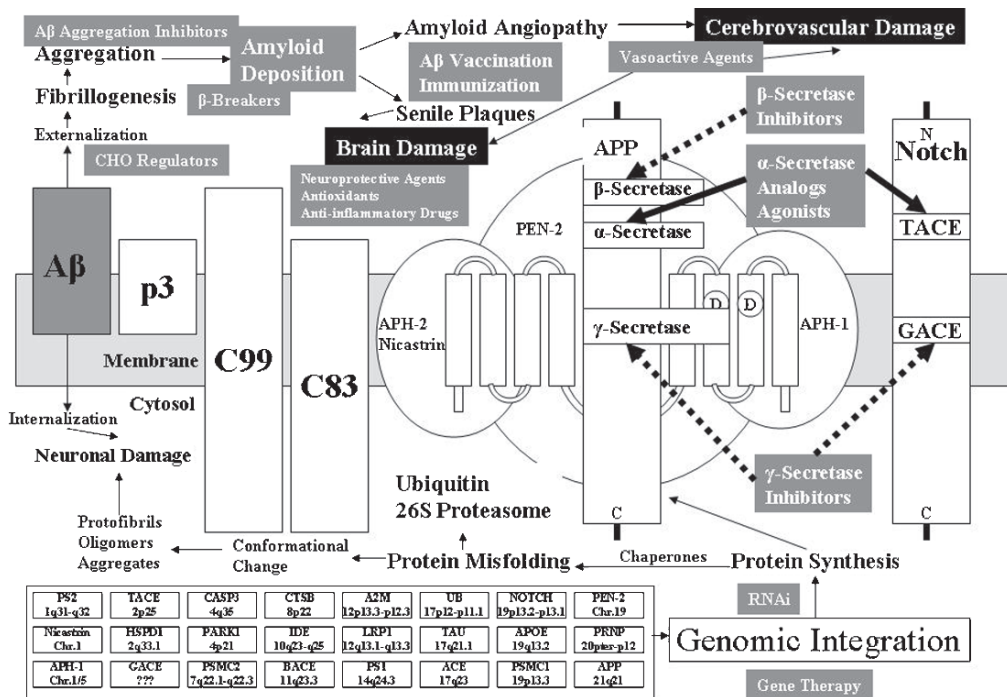 Aβ Aggregation Inhibitors
Aggregation
Amyloid
Deposition
β-Breakers
Fibrillogenesis
Externalization
CHO Regulators
Amyloid Angiopathy
Aβ Vaccination
Immunization
Senile Plaques
Cerebrovascular Damage
Vasoactive Agents
Brain Damage
Neuroprotective Agents
Antioxidants
Anti-inflammatory Drugs
β-Secretase
Inhibitors
α-Secretase
Analogs
Agonists
APP
β-Secretase
α-Secretase
γ-Secretase
C
N
Notch
TACE
GACE
C
PEN-2
APH-2
Nicastrin
D
D
APH-1
Aβ
p3
C99
C83
Membrane
Cytosol
Internalization
Neuronal Damage
Protofibrils
Oligomers
Aggregates
Conformational
Change
Ubiquitin
26S Proteasome
Protein Misfolding
Chaperones
Protein Synthesis
γ-Secretase
Inhibitors
RNAi
Genomic Integration
Gene Therapy
PS2
1q31-q32
TACE
2p25
CASP3
4q35
CTSB
8p22
A2M
12p13.3-p12.3
UB
17p12-p11.1
NOTCH
19p13.2-p13.1
PEN-2
Chr.19
Nicastrin
Chr.1
HSPD1
2q33.1
PARK1
4p21
IDE
10q23-q25
LRP1
12q13.1-q13.3
TAU
17q21.1
APOE
19q13.2
PRNP
20pter-p12
APH-1
Chr.1/5
GACE
???
PSMC2
7q22.1-q22.3
BACE
11q23.3
PS1
14q24.3
ACE
17q23
PSMC1
19p13.3
APP
21q21